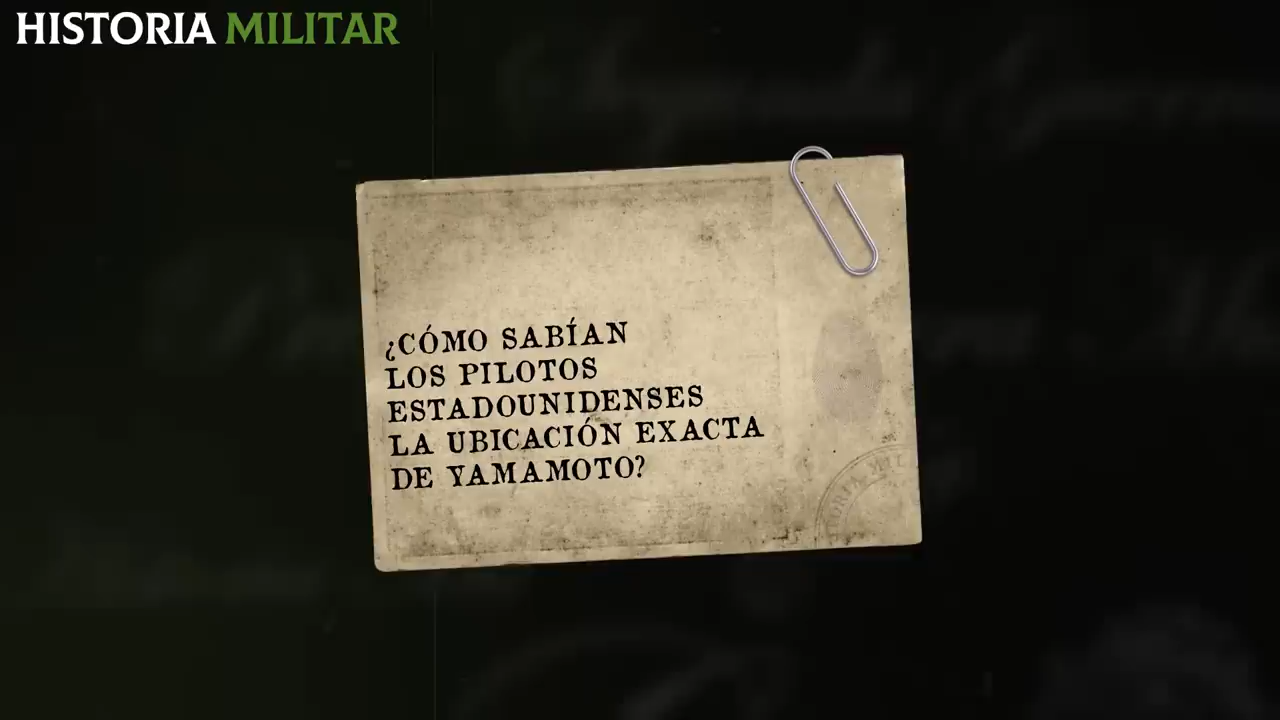 HISTORIA MILITAR
¿CÓMO SABÍAN
LOS PILOTOS
ESTADOUNIDENSES
LA UBICACIÓN EXACTA
DE YAMAMOTO?